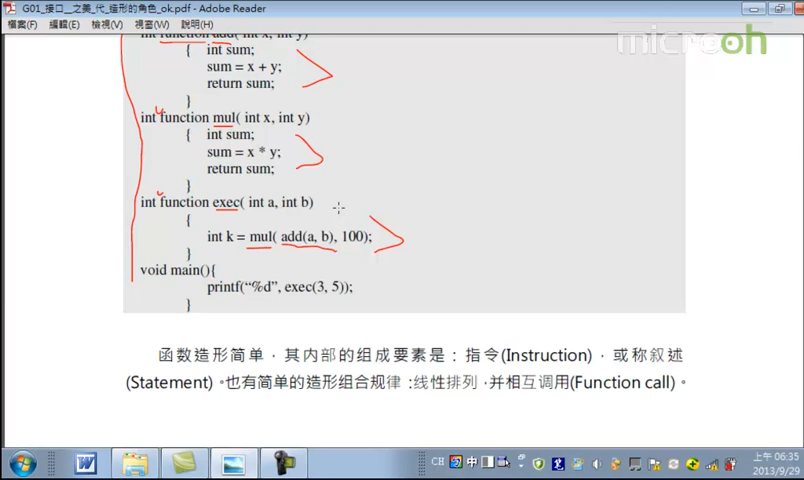 G01_接口__之美_代_造形的角色_ok.pdf - Adobe Reader
檔案(F) 編輯(E) 檢視(V) 視窗(W) 說明(H)
microoh
int function add( int x, int y)
{ int sum;
sum = x + y;
return sum;
}
int function mul( int x, int y)
{ int sum;
sum = x * y;
return sum;
}
int function exec( int a, int b)
{
int k = mul( add(a, b), 100);
}
void main(){
printf(“%d”, exec(3, 5));
}
函数造形简单，其内部的组成要素是：指令(Instruction)，或称叙述
(Statement)。也有简单的造形组合规律：线性排列，并相互调用(Function call)。
CH 中
上午 06:35
2013/9/29